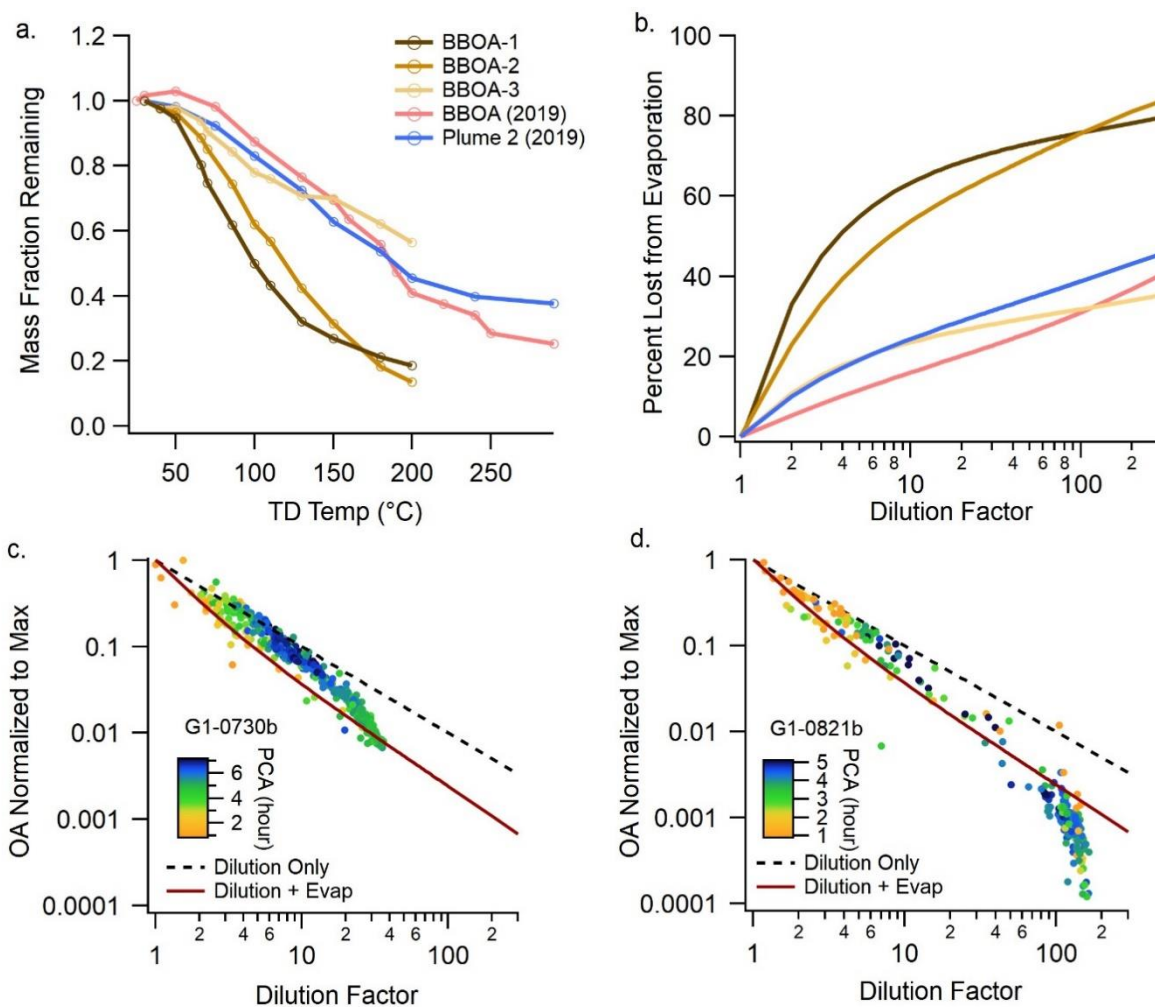 a.
1.2
1.0
0.8
0.6
0.4
0.2
0.0
Mass Fraction Remaining
50 100 150 200 250
TD Temp (°C)
BBOA-1
BBOA-2
BBOA-3
BBOA (2019)
Plume 2 (2019)
b.
100
80
60
40
20
0
Percent Lost from Evaporation
1 2 4 6 8 10 2 4 6 8 100 2
Dilution Factor
c.
1
0.1
0.01
0.001
0.0001
OA Normalized to Max
G1-0730b
6
4
2
PCA (hour)
Dilution Only
Dilution + Evap
1 2 4 6 10 2 4 6 100 2
Dilution Factor
d.
1
0.1
0.01
0.001
0.0001
OA Normalized to Max
G1-0821b
5
4
3
2
1
PCA (hour)
Dilution Only
Dilution + Evap
1 2 4 6 10 2 4 6 100 2
Dilution Factor